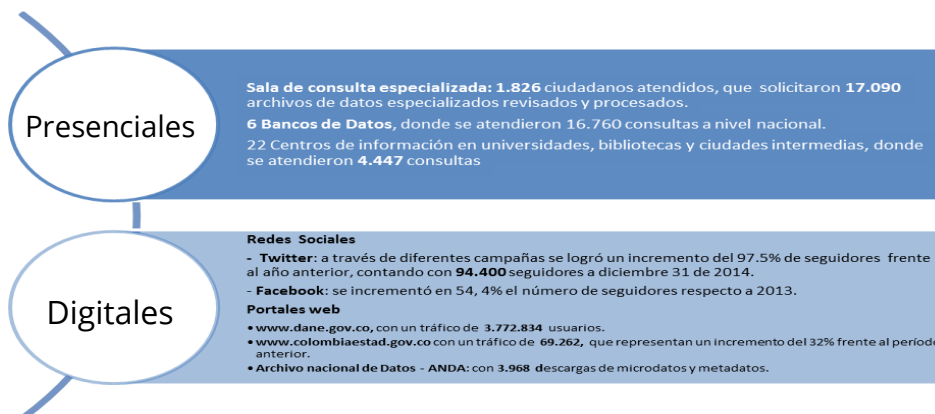 Presenciales
Sala de consulta especializada: 1.826 ciudadanos atendidos, que solicitaron 17.090
archivos de datos especializados revisados y procesados.
6 Bancos de Datos, donde se atendieron 16.760 consultas a nivel nacional.
22 Centros de información en universidades, bibliotecas y ciudades intermedias, donde
se atendieron 4.447 consultas
Digitales
Redes Sociales
- Twitter: a través de diferentes campañas se logró un incremento del 97.5% de seguidores frente
al año anterior, contando con 94.400 seguidores a diciembre 31 de 2014.
- Facebook: se incrementó en 54, 4% el número de seguidores respecto a 2013.
Portales web
• www.dane.gov.co, con un tráfico de 3.772.834 usuarios.
• www.colombiaestad.gov.co con un tráfico de 69.262, que representan un incremento del 32% frente al período
anterior.
• Archivo nacional de Datos - ANDA: con 3.968 descargas de microdatos y metadatos.